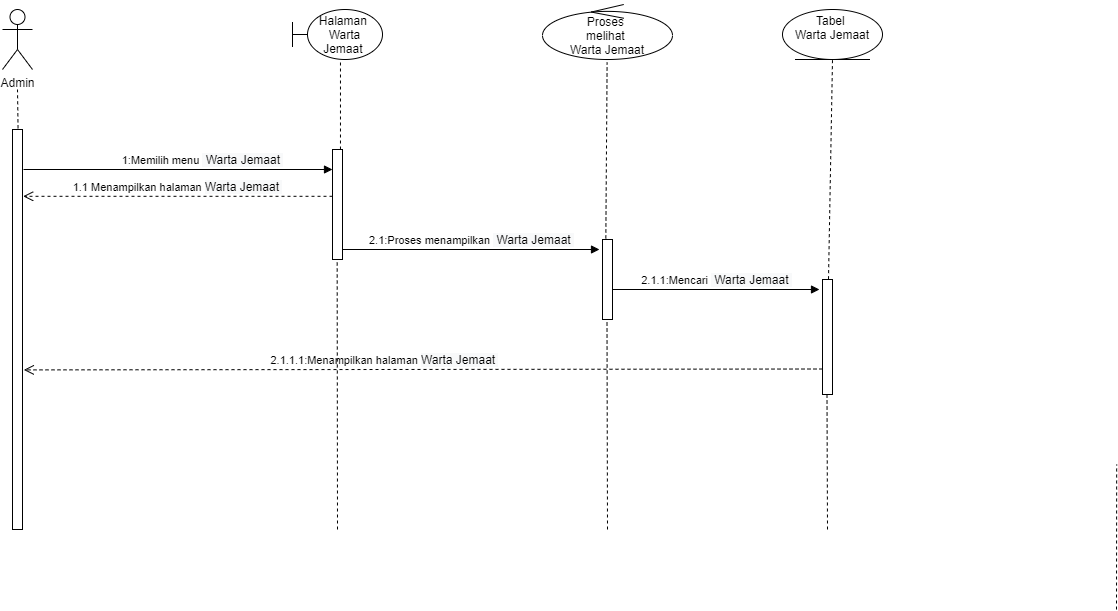 Halaman
Warta
Jemaat
Proses
melihat
Warta Jemaat
Tabel
Warta Jemaat
Admin
1:Memilih menu Warta Jemaat
1.1 Menampilkan halaman Warta Jemaat
2.1:Proses menampilkan Warta Jemaat
2.1.1:Mencari Warta Jemaat
2.1.1.1:Menampilkan halaman Warta Jemaat